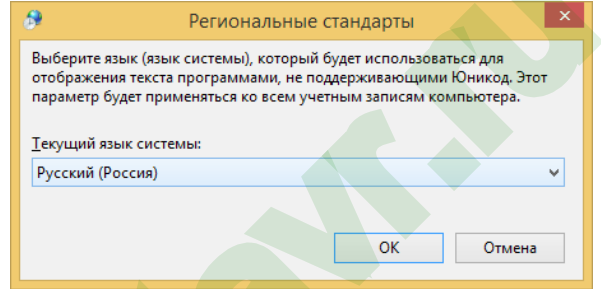 Региональные стандарты
Выберите язык (язык системы), который будет использоваться для
отображения текста программами, не поддерживающими Юникод. Этот
параметр будет применяться ко всем учетным записям компьютера.
Текущий язык системы:
Русский (Россия)
ОК
Отмена